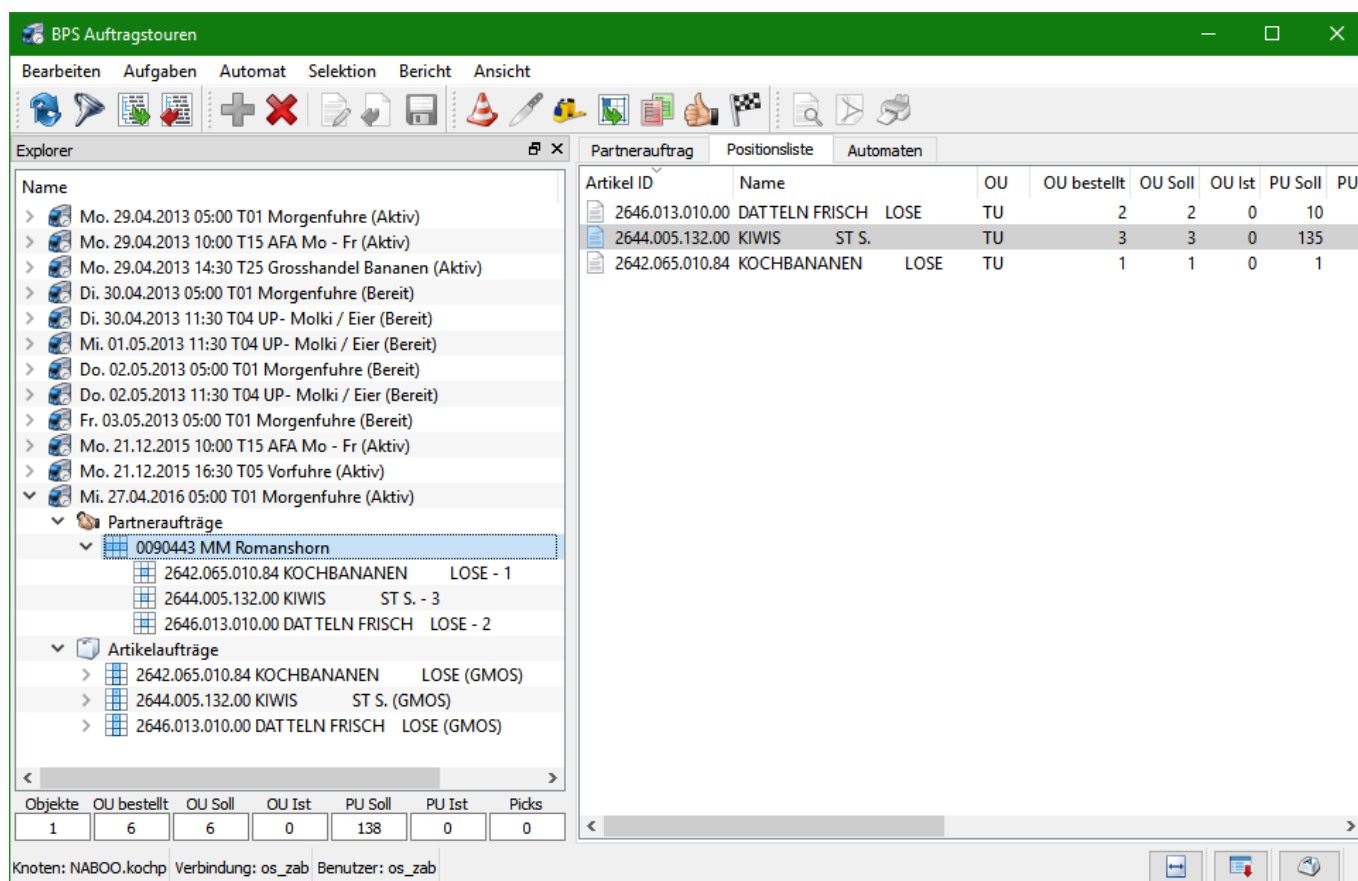 BPS Auftragstouren
Bearbeiten Aufgaben Automat Selektion Bericht Ansicht
Explorer
Name
Mo. 29.04.2013 05:00 T01 Morgenfuhre (Aktiv)
Mo. 29.04.2013 10:00 T15 AFA Mo - Fr (Aktiv)
Mo. 29.04.2013 14:30 T25 Grosshandel Bananen (Aktiv)
Di. 30.04.2013 05:00 T01 Morgenfuhre (Bereit)
Di. 30.04.2013 11:30 T04 UP- Molki / Eier (Bereit)
Mi. 01.05.2013 11:30 T04 UP- Molki / Eier (Bereit)
Do. 02.05.2013 05:00 T01 Morgenfuhre (Bereit)
Do. 02.05.2013 11:30 T04 UP- Molki / Eier (Bereit)
Fr. 03.05.2013 05:00 T01 Morgenfuhre (Bereit)
Mo. 21.12.2015 10:00 T15 AFA Mo - Fr (Aktiv)
Mo. 21.12.2015 16:30 T05 Vorfuhre (Aktiv)
Mi. 27.04.2016 05:00 T01 Morgenfuhre (Aktiv)
Partneraufträge
0090443 MM Romanshorn
2642.065.010.84 KOCHBANANEN LOSE - 1
2644.005.132.00 KIWIS ST S. - 3
2646.013.010.00 DATTELN FRISCH LOSE - 2
Artikelaufträge
2642.065.010.84 KOCHBANANEN LOSE (GMOS)
2644.005.132.00 KIWIS ST S. (GMOS)
2646.013.010.00 DATTELN FRISCH LOSE (GMOS)
Objekte OU bestellt OU Soll OU Ist PU Soll PU Ist Picks
1 6 6 0 138 0 0
Partnerauftrag Positionsliste Automaten
Artikel ID Name OU OU bestellt OU Soll OU Ist PU Soll PU
2646.013.010.00 DATTELN FRISCH LOSE TU 2 2 0 10
2644.005.132.00 KIWIS ST S. TU 3 3 0 135
2642.065.010.84 KOCHBANANEN LOSE TU 1 1 0 1
Knoten: NABOO.kochp Verbindung: os_zab Benutzer: os_zab